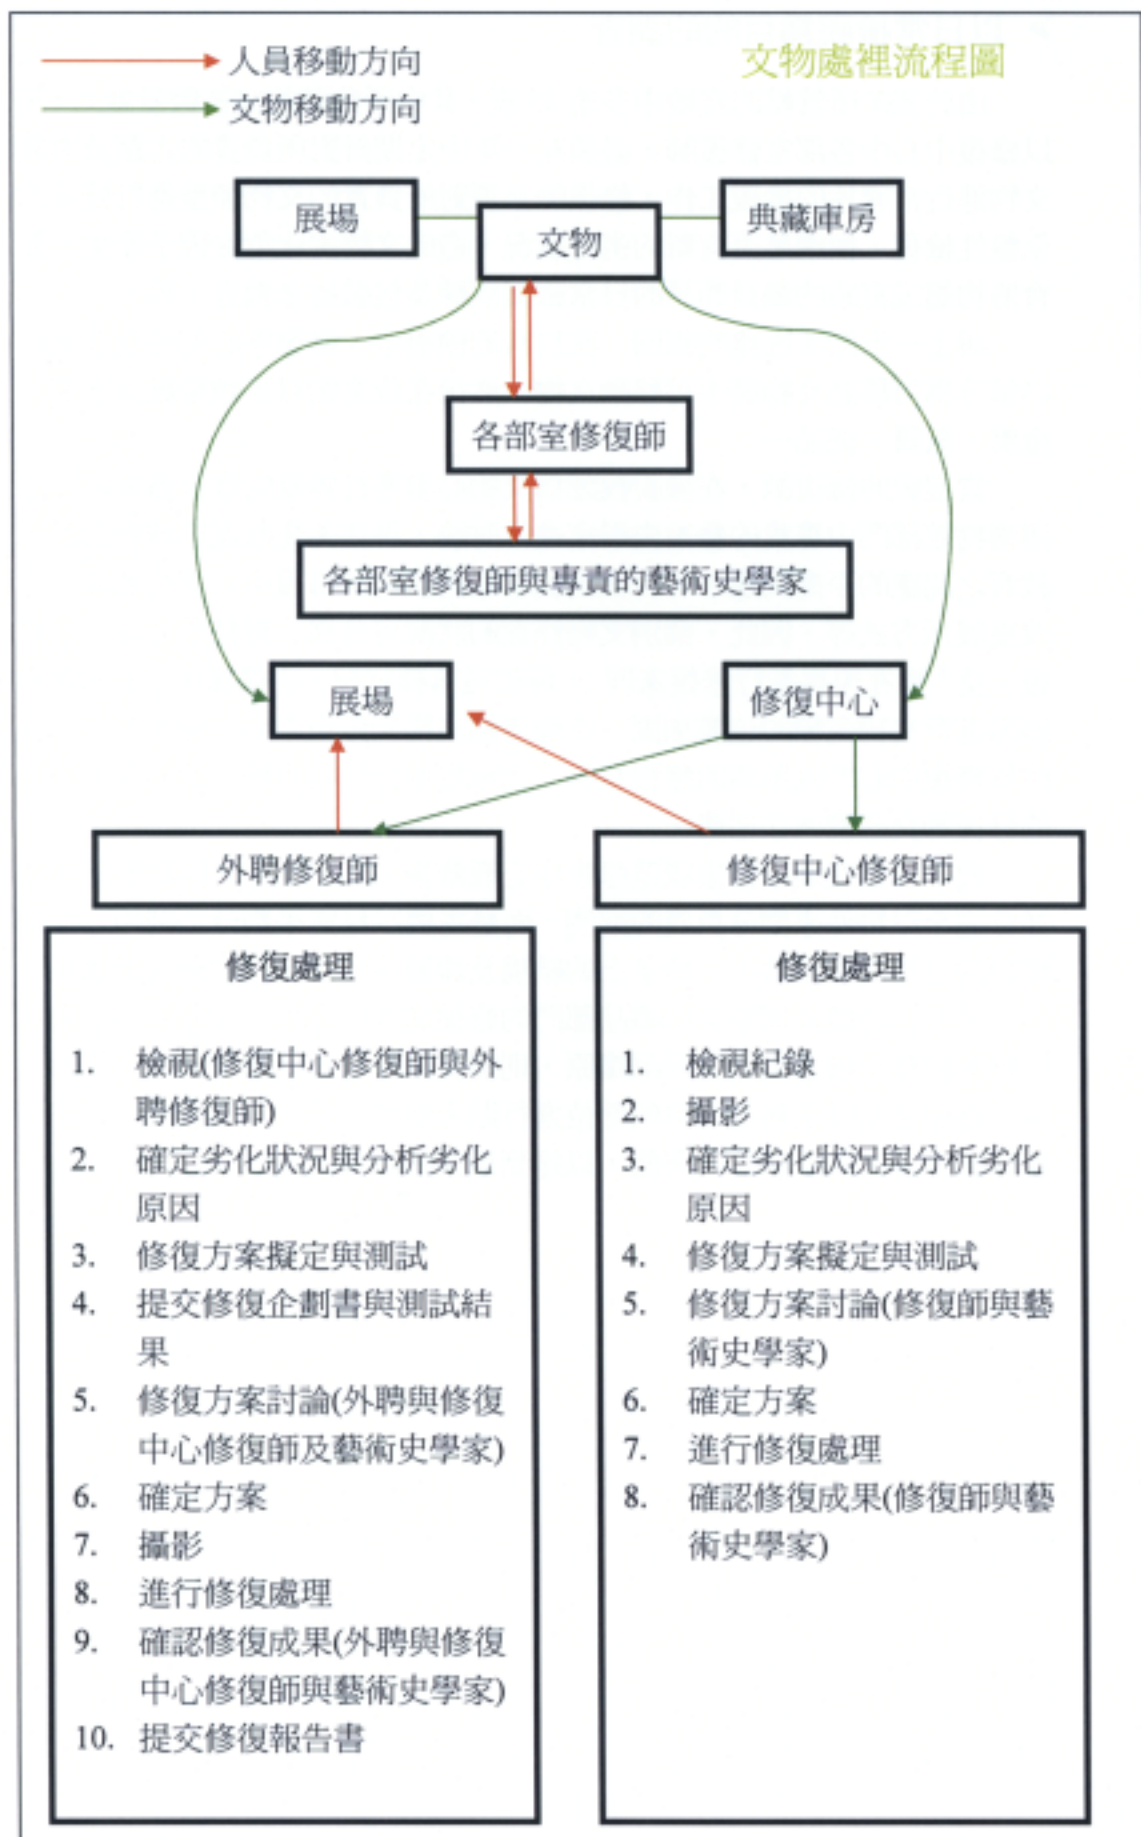 人員移動方向
文物處裡流程圖
文物移動方向
展場
文物
典藏庫房
各部室修復師
各部室修復師與專責的藝術史學家
展場
修復中心
外聘修復師
修復中心修復師
修復處理
1. 檢視(修復中心修復師與外
聘修復師)
2. 確定劣化狀況與分析劣化
原因
3. 修復方案擬定與測試
4. 提交修復企劃書與測試結
果
5. 修復方案討論(外聘與修復
中心修復師及藝術史學家)
6. 確定方案
7. 攝影
8. 進行修復處理
9. 確認修復成果(外聘與修復
中心修復師與藝術史學家)
10. 提交修復報告書
修復處理
1. 檢視紀錄
2. 攝影
3. 確定劣化狀況與分析劣化
原因
4. 修復方案擬定與測試
5. 修復方案討論(修復師與藝
術史學家)
6. 確定方案
7. 進行修復處理
8. 確認修復成果(修復師與藝
術史學家)